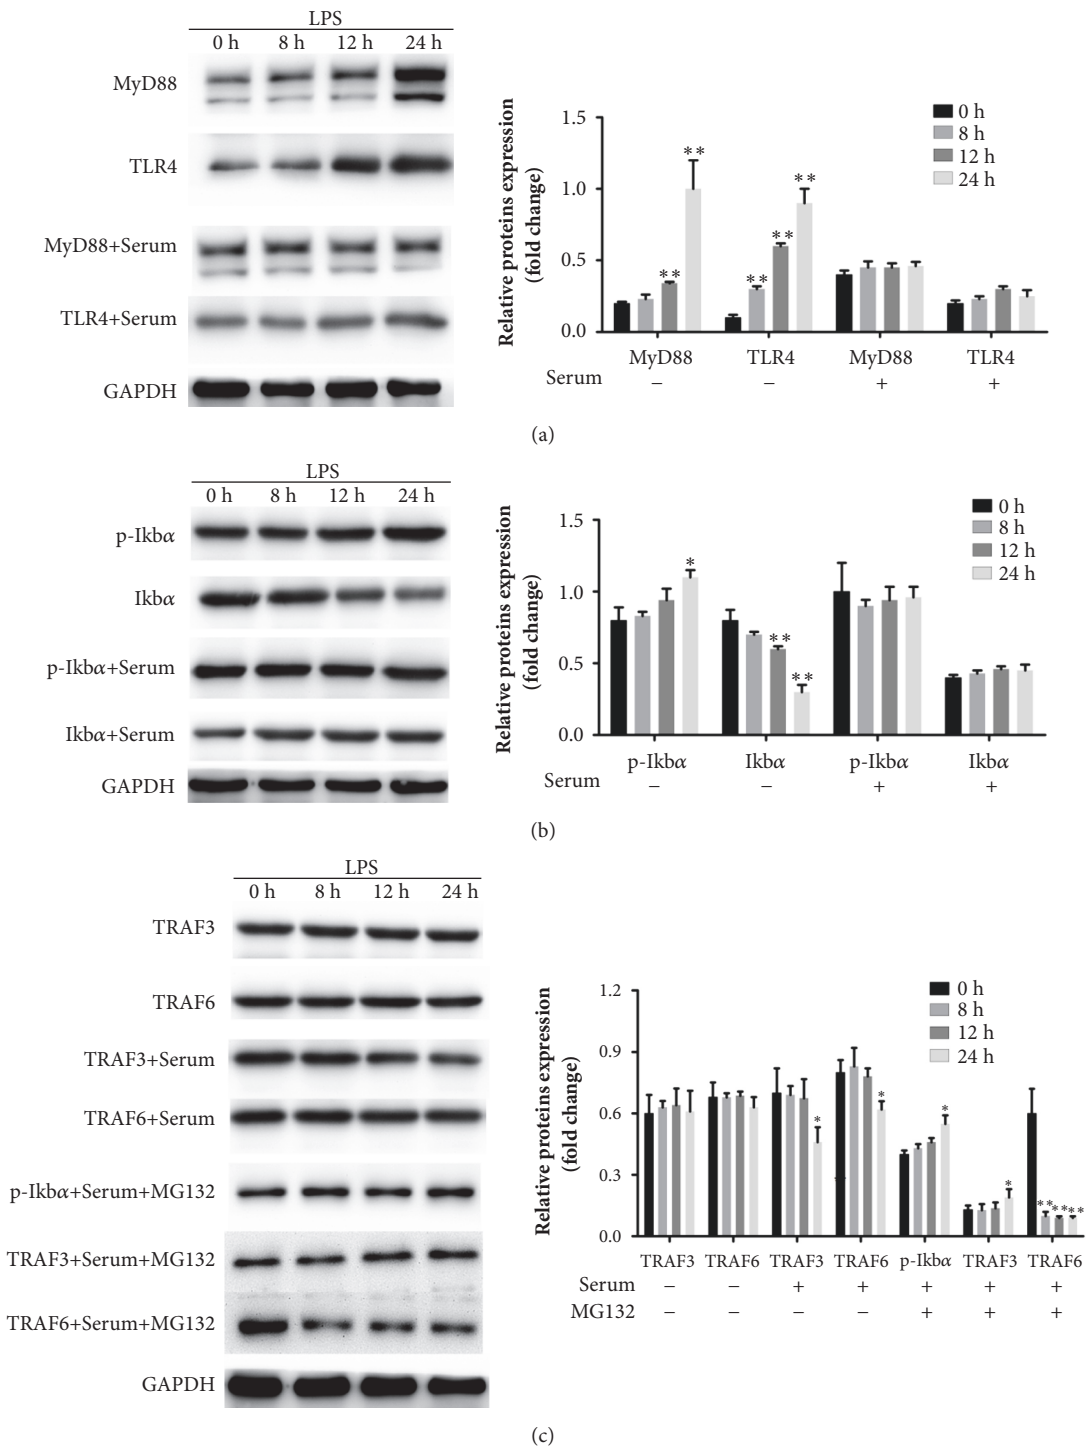 LPS
0 h 8 h 12 h 24 h
MyD88
TLR4
MyD88+Serum
TLR4+Serum
GAPDH
Relative proteins expression
(fold change)
1.5
1.0
0.5
0.0
0 h
8 h
12 h
24 h
** ** ** ** **
MyD88 TLR4 MyD88 TLR4
Serum − − + +
(a)
LPS
0 h 8 h 12 h 24 h
p-Ikbα
Ikbα
p-Ikbα+Serum
Ikbα+Serum
GAPDH
Relative proteins expression
(fold change)
1.5
1.0
0.5
0.0
0 h
8 h
12 h
24 h
* ** **
p-Ikbα Ikbα p-Ikbα Ikbα
Serum − − + +
(b)
LPS
0 h 8 h 12 h 24 h
TRAF3
TRAF6
TRAF3+Serum
TRAF6+Serum
p-Ikbα+Serum+MG132
TRAF3+Serum+MG132
TRAF6+Serum+MG132
GAPDH
Relative proteins expression
(fold change)
1.2
0.9
0.6
0.3
0.0
0 h
8 h
12 h
24 h
* * * * ** ** **
TRAF3 TRAF6 TRAF3 TRAF6 p-Ikbα TRAF3 TRAF6
Serum − − + + + + +
MG132 − − − − + + +
(c)